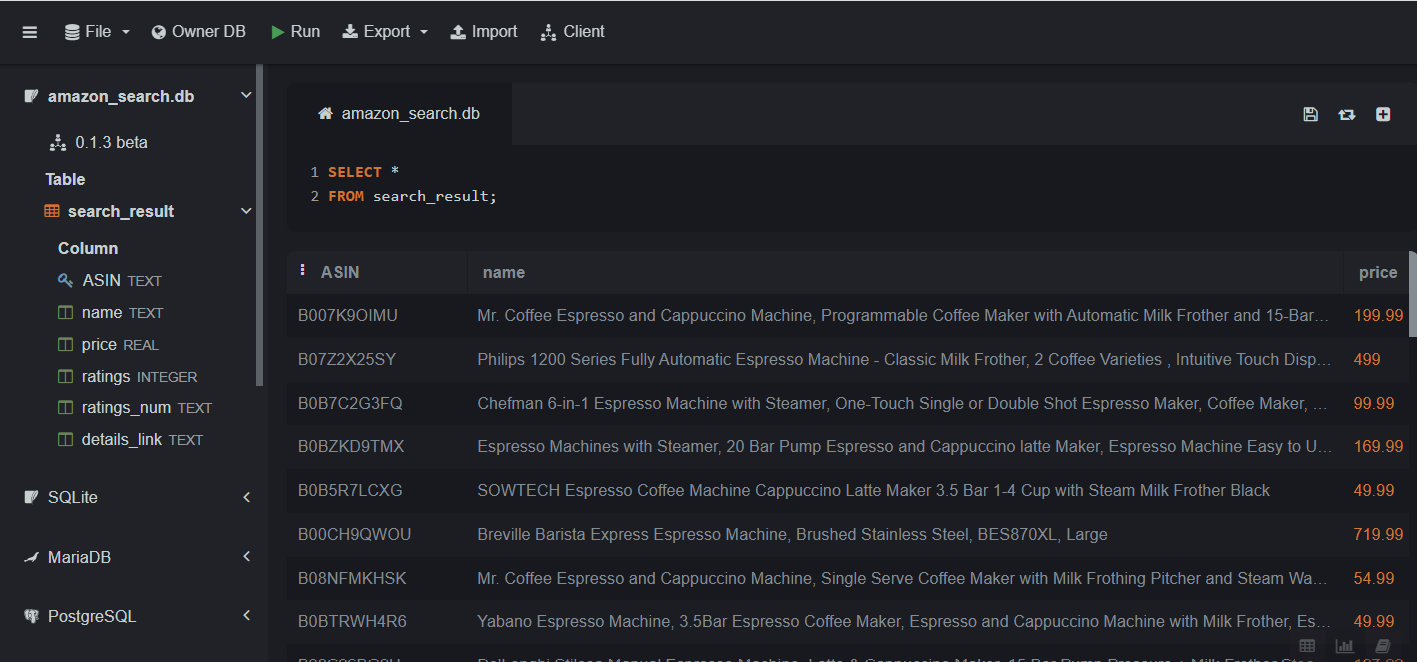 File Owner DB Run Export Import Client
amazon_search.db
0.1.3 beta
Table
search_result
Column
ASIN TEXT
name TEXT
price REAL
ratings INTEGER
ratings_num TEXT
details_link TEXT
SQLite
MariaDB
PostgreSQL
amazon_search.db
1 SELECT *
2 FROM search_result;
ASIN name price
B007K9OIMU Mr. Coffee Espresso and Cappuccino Machine, Programmable Coffee Maker with Automatic Milk Frother and 15-Bar... 199.99
B07Z2X25SY Philips 1200 Series Fully Automatic Espresso Machine - Classic Milk Frother, 2 Coffee Varieties , Intuitive Touch Disp... 499
B0B7C2G3FQ Chefman 6-in-1 Espresso Machine with Steamer, One-Touch Single or Double Shot Espresso Maker, Coffee Maker, ... 99.99
B0BZKD9TMX Espresso Machines with Steamer, 20 Bar Pump Espresso and Cappuccino latte Maker, Espresso Machine Easy to U... 169.99
B0B5R7LCXG SOWTECH Espresso Coffee Machine Cappuccino Latte Maker 3.5 Bar 1-4 Cup with Steam Milk Frother Black 49.99
B00CH9QWOU Breville Barista Express Espresso Machine, Brushed Stainless Steel, BES870XL, Large 719.99
B08NFMKHSK Mr. Coffee Espresso and Cappuccino Machine, Single Serve Coffee Maker with Milk Frothing Pitcher and Steam Wa... 54.99
B0BTRWH4R6 Yabano Espresso Machine, 3.5Bar Espresso Coffee Maker, Espresso and Cappuccino Machine with Milk Frother, Es... 49.99